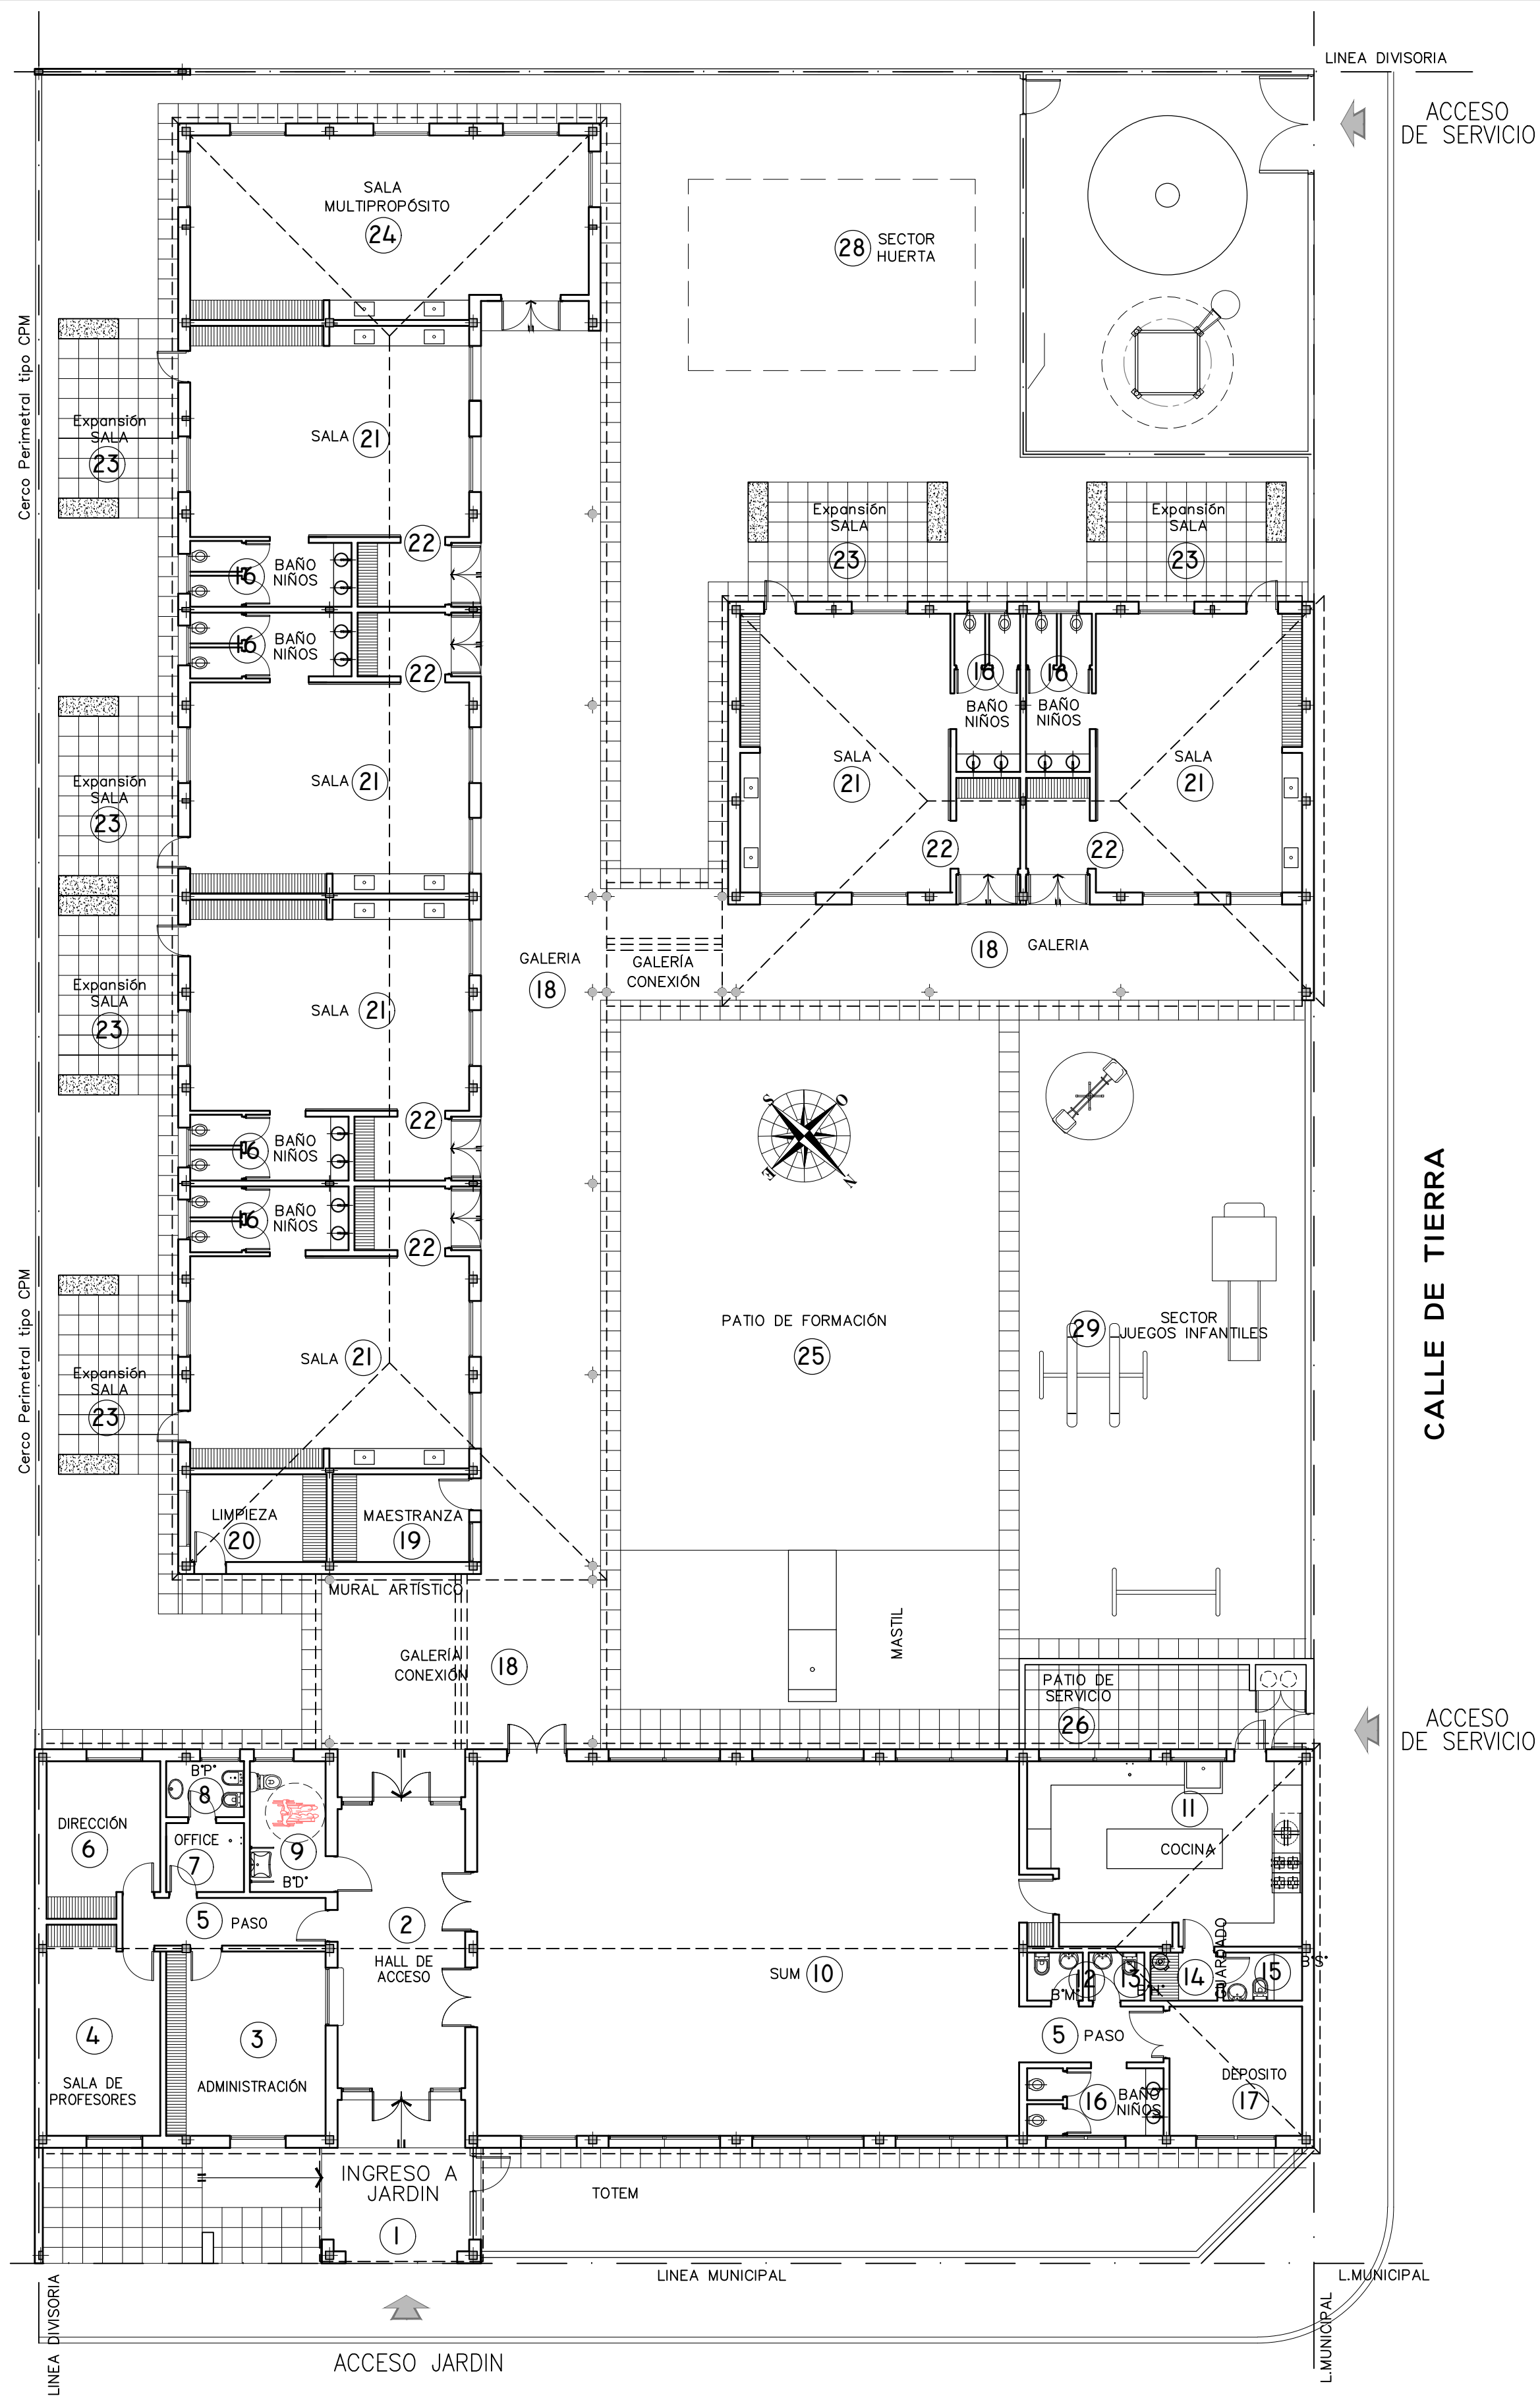 LINEA DIVISORIA
ACCESO
DE SERVICIO
SALA
MULTIPROPÓSITO
24
28
SECTOR
HUERTA
Cerco Perimetral tipo CPM
Expansión
SALA
23
SALA 21
22
16
BAÑO
NIÑOS
16
BAÑO
NIÑOS
22
Expansión
SALA
23
Expansión
SALA
23
16
16
BAÑO
NIÑOS
BAÑO
NIÑOS
SALA
21
SALA
21
22
22
Expansión
SALA
23
SALA 21
18
GALERIA
GALERIA
18
GALERÍA
CONEXIÓN
Expansión
SALA
23
SALA 21
22
16
BAÑO
NIÑOS
16
BAÑO
NIÑOS
22
S
O
E
N
CALLE DE TIERRA
Cerco Perimetral tipo CPM
Expansión
SALA
23
SALA 21
PATIO DE FORMACIÓN
25
29
SECTOR
JUEGOS INFANTILES
LIMPIEZA
20
MAESTRANZA
19
MURAL ARTÍSTICO
GALERÍA
CONEXIÓN
18
MASTIL
PATIO DE
SERVICIO
26
ACCESO
DE SERVICIO
DIRECCIÓN
6
B°P°
8
OFFICE
7
9
B°D°
5 PASO
2
HALL DE
ACCESO
SUM 10
11
COCINA
GUARDADO
12
B°M°
13
14
15
B°S°
5 PASO
4
SALA DE
PROFESORES
3
ADMINISTRACIÓN
16
BAÑO
NIÑOS
DEPOSITO
17
INGRESO A
JARDIN
1
TOTEM
LINEA MUNICIPAL
L.MUNICIPAL
LINEA DIVISORIA
L.MUNICIPAL
ACCESO JARDIN